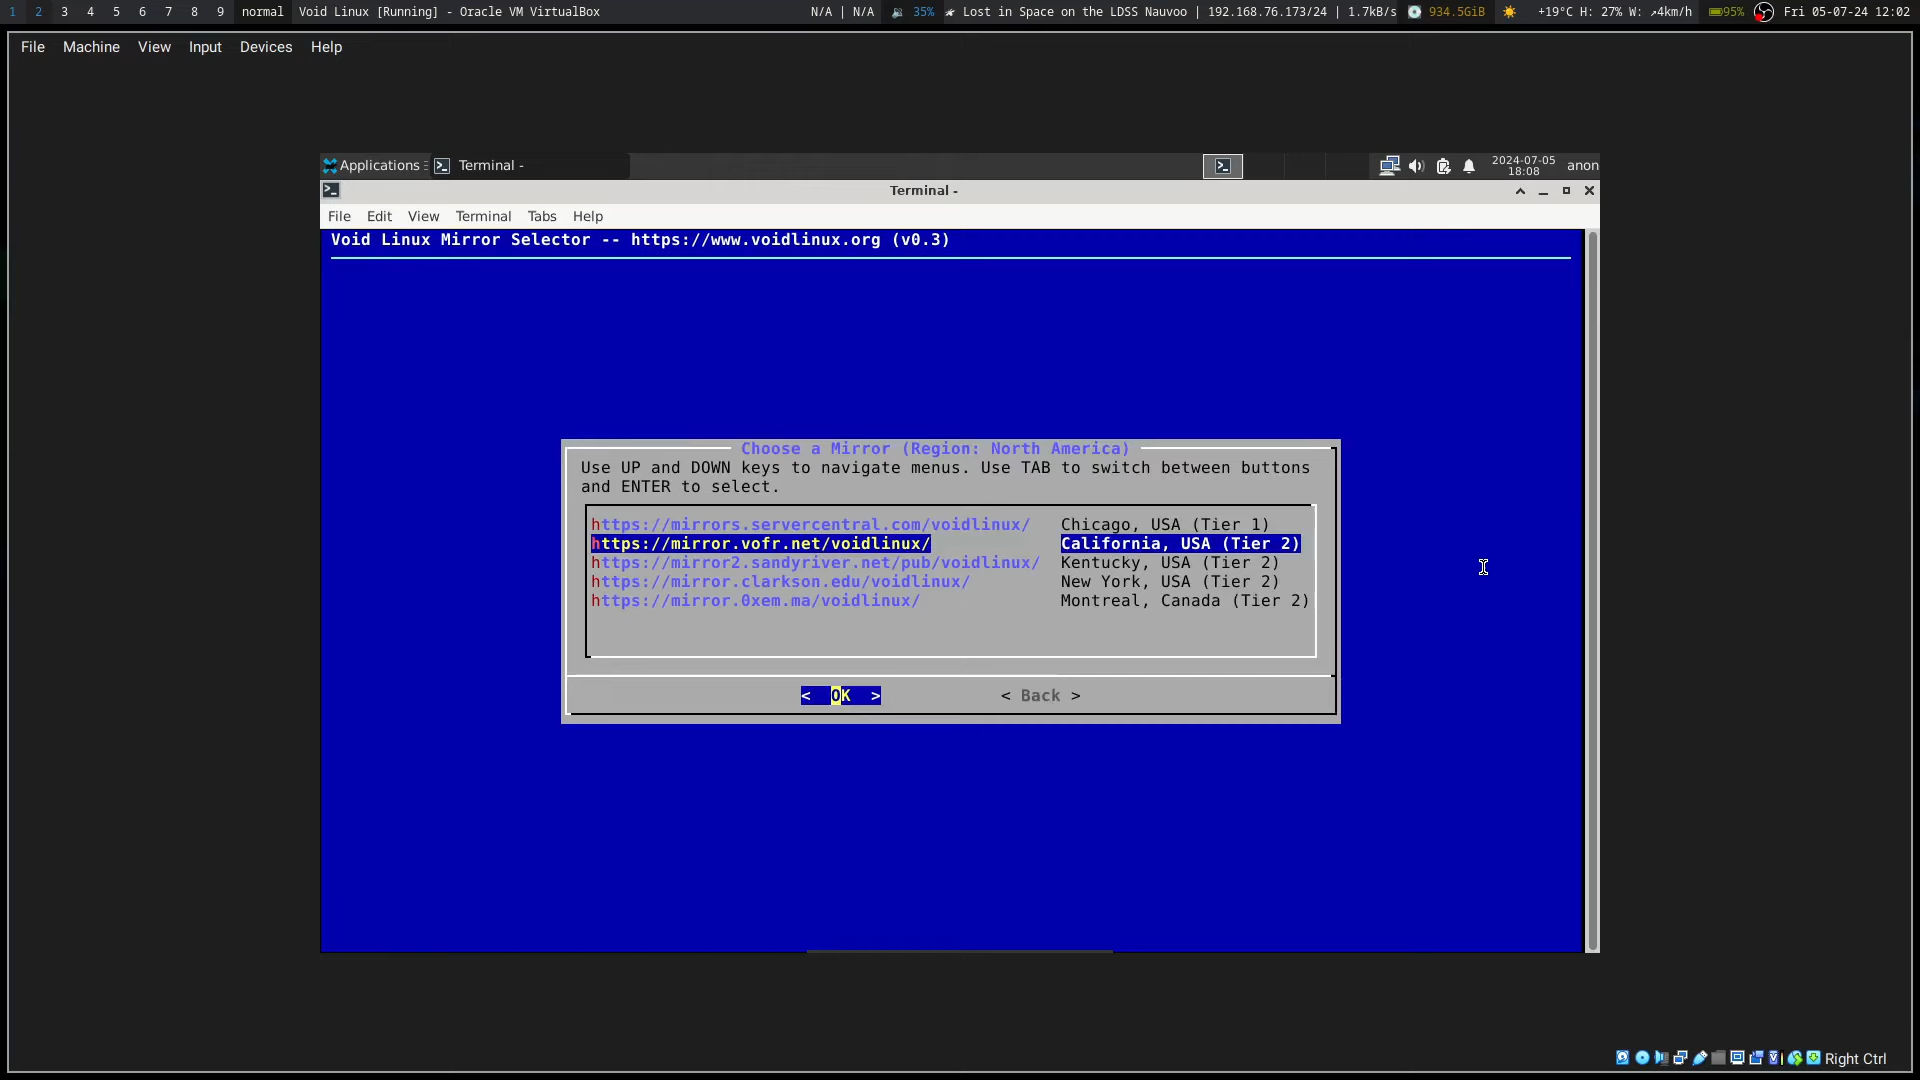 1 2 3 4 5 6 7 8 9 normal Void Linux [Running] - Oracle VM VirtualBox N/A | N/A 35% Lost in Space on the LDSS Nauvoo | 192.168.76.173/24 | 1.7kB/s 934.5GiB +19°C H: 27% W: ↗4km/h 95% Fri 05-07-24 12:02
File Machine View Input Devices Help
Applications Terminal - 2024-07-05 anon
18:08
Terminal -
File Edit View Terminal Tabs Help
Void Linux Mirror Selector -- https://www.voidlinux.org (v0.3)
Choose a Mirror (Region: North America)
Use UP and DOWN keys to navigate menus. Use TAB to switch between buttons
and ENTER to select.
https://mirrors.servercentral.com/voidlinux/ Chicago, USA (Tier 1)
https://mirror.vofr.net/voidlinux/ California, USA (Tier 2)
https://mirror2.sandyriver.net/pub/voidlinux/ Kentucky, USA (Tier 2)
https://mirror.clarkson.edu/voidlinux/ New York, USA (Tier 2)
https://mirror.0xem.ma/voidlinux/ Montreal, Canada (Tier 2)
< OK > < Back >
Right Ctrl